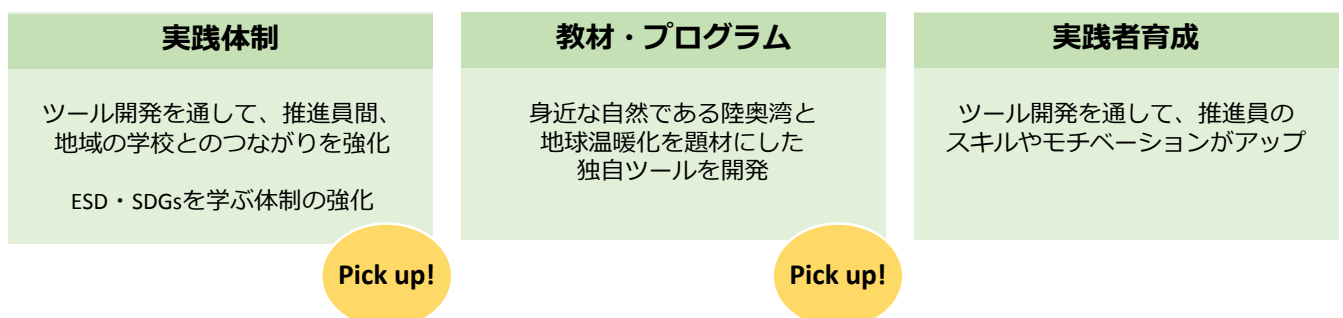 実践体制
ツール開発を通して、推進員間、
地域の学校とのつながりを強化
ESD・SDGsを学ぶ体制の強化
Pick up!
教材・プログラム
身近な自然である陸奥湾と
地球温暖化を題材にした
独自ツールを開発
Pick up!
実践者育成
ツール開発を通して、推進員の
スキルやモチベーションがアップ